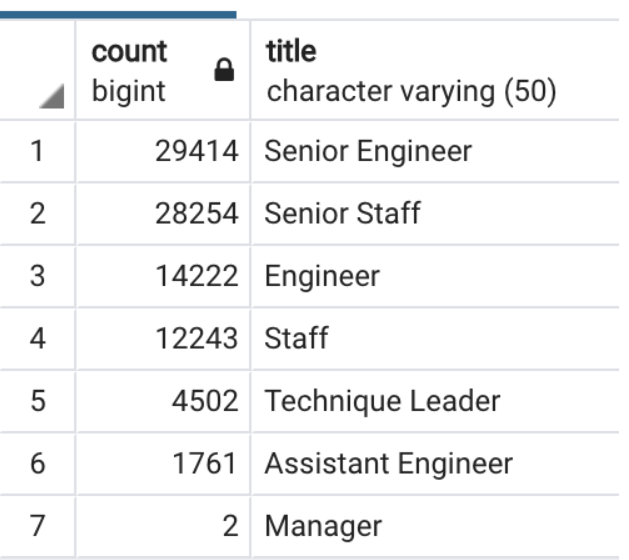 count title
bigint character varying (50)
1 29414 Senior Engineer
2 28254 Senior Staff
3 14222 Engineer
4 12243 Staff
5 4502 Technique Leader
6 1761 Assistant Engineer
7 2 Manager